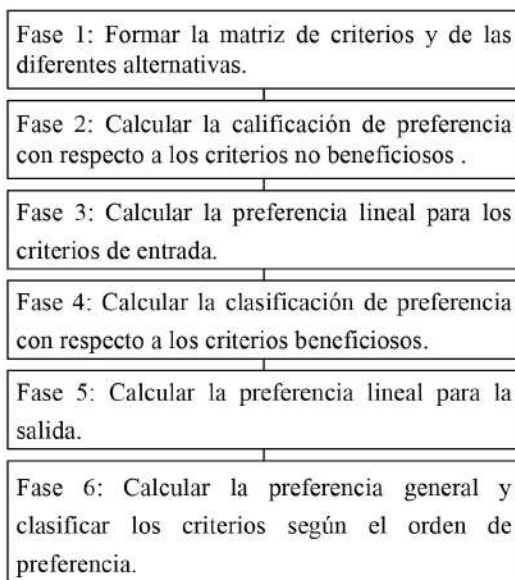 Fase 1: Formar la matriz de criterios y de las
diferentes alternativas.
Fase 2: Calcular la calificación de preferencia
con respecto a los criterios no beneficiosos .
Fase 3: Calcular la preferencia lineal para los
criterios de entrada.
Fase 4: Calcular la clasificación de preferencia
con respecto a los criterios beneficiosos.
Fase 5: Calcular la preferencia lineal para la
salida.
Fase 6: Calcular la preferencia general y
clasificar los criterios según el orden de
preferencia.